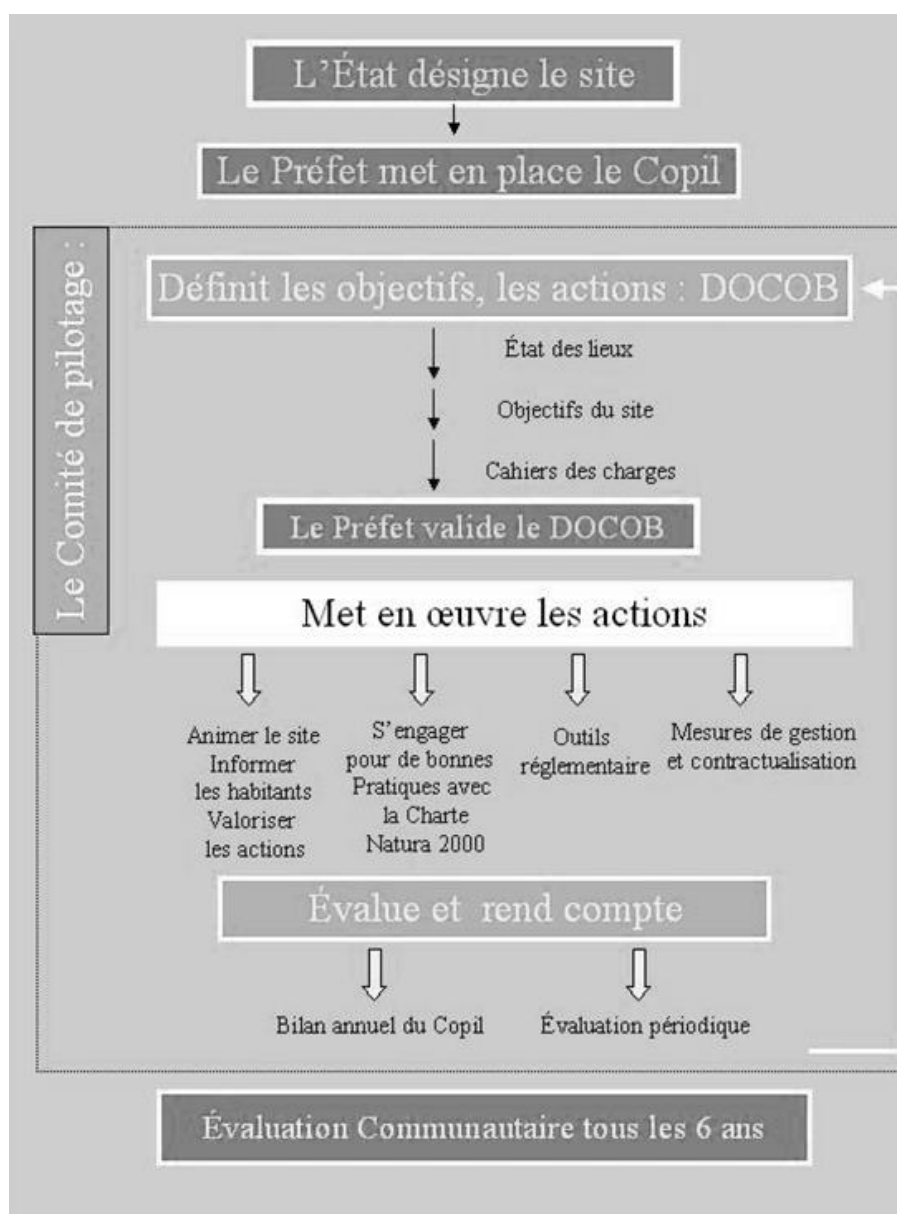 L'État désigne le site
Le Préfet met en place le Copil
Le Comité de pilotage :
Définit les objectifs, les actions : DOCOB
État des lieux
Objectifs du site
Cahiers des charges
Le Préfet valide le DOCOB
Met en œuvre les actions
Animer le site
Informer
les habitants
Valoriser
les actions
S'engager
pour de bonnes
Pratiques avec
la Charte
Natura 2000
Outils
réglementaire
Mesures de gestion
et contractualisation
Évalue et rend compte
Bilan annuel du Copil
Évaluation périodique
Évaluation Communautaire tous les 6 ans